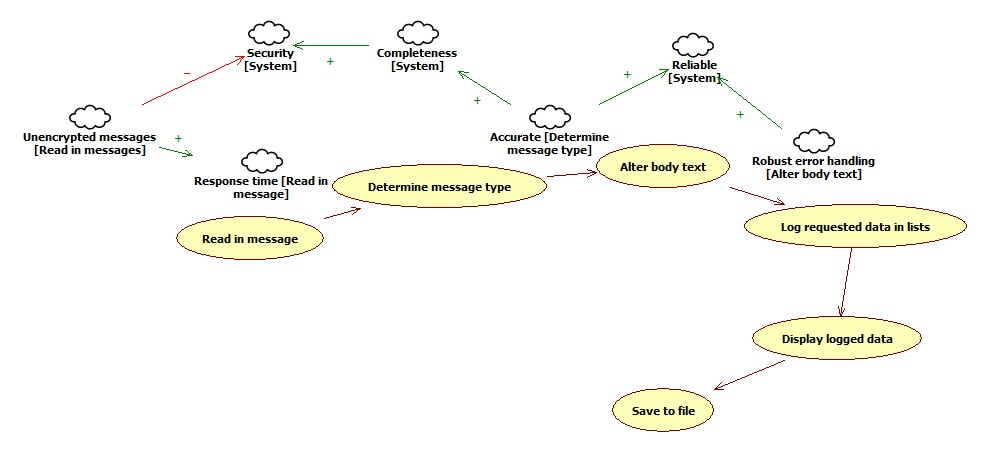 Security
[System]
+
Completeness
[System]
Reliable
[System]
−
+
+
+
+
Unencrypted messages
[Read in messages]
+
Accurate [Determine
message type]
Robust error handling
[Alter body text]
Response time [Read in
message]
Determine message type
Alter body text
Read in message
Log requested data in lists
Display logged data
Save to file